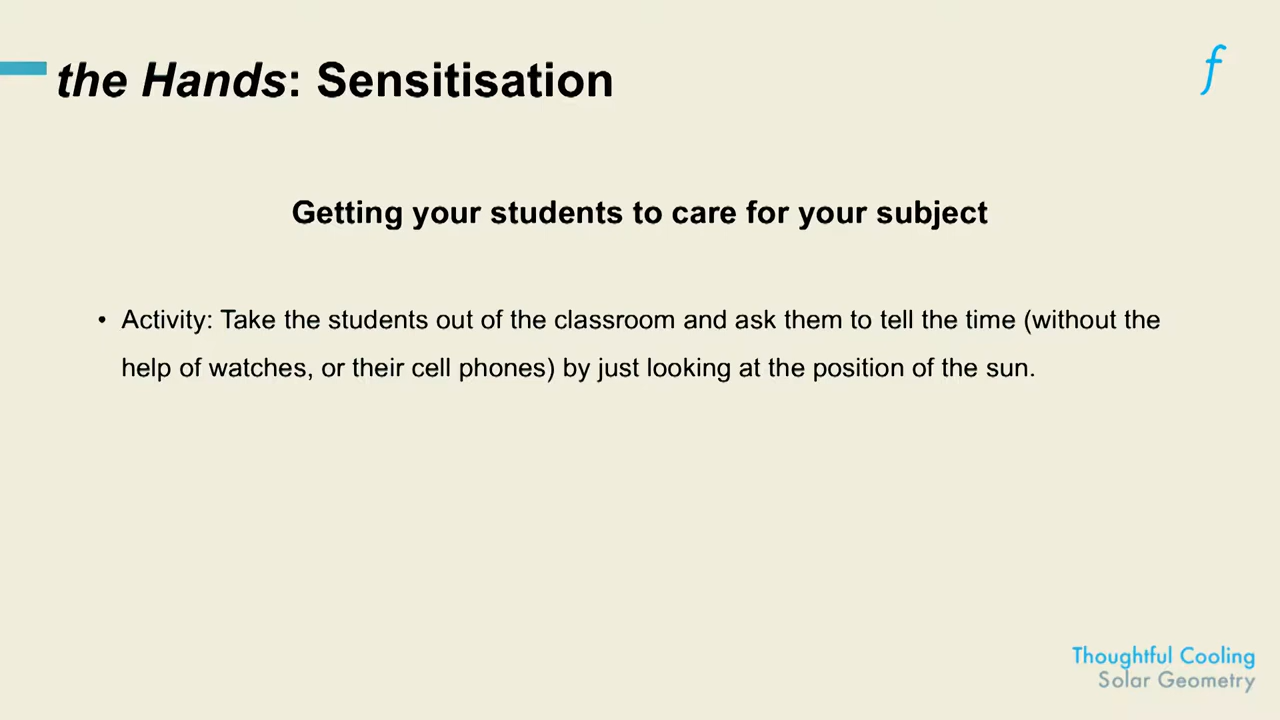 the Hands: Sensitisation
f
Getting your students to care for your subject
• Activity: Take the students out of the classroom and ask them to tell the time (without the
help of watches, or their cell phones) by just looking at the position of the sun.
Thoughtful Cooling
Solar Geometry